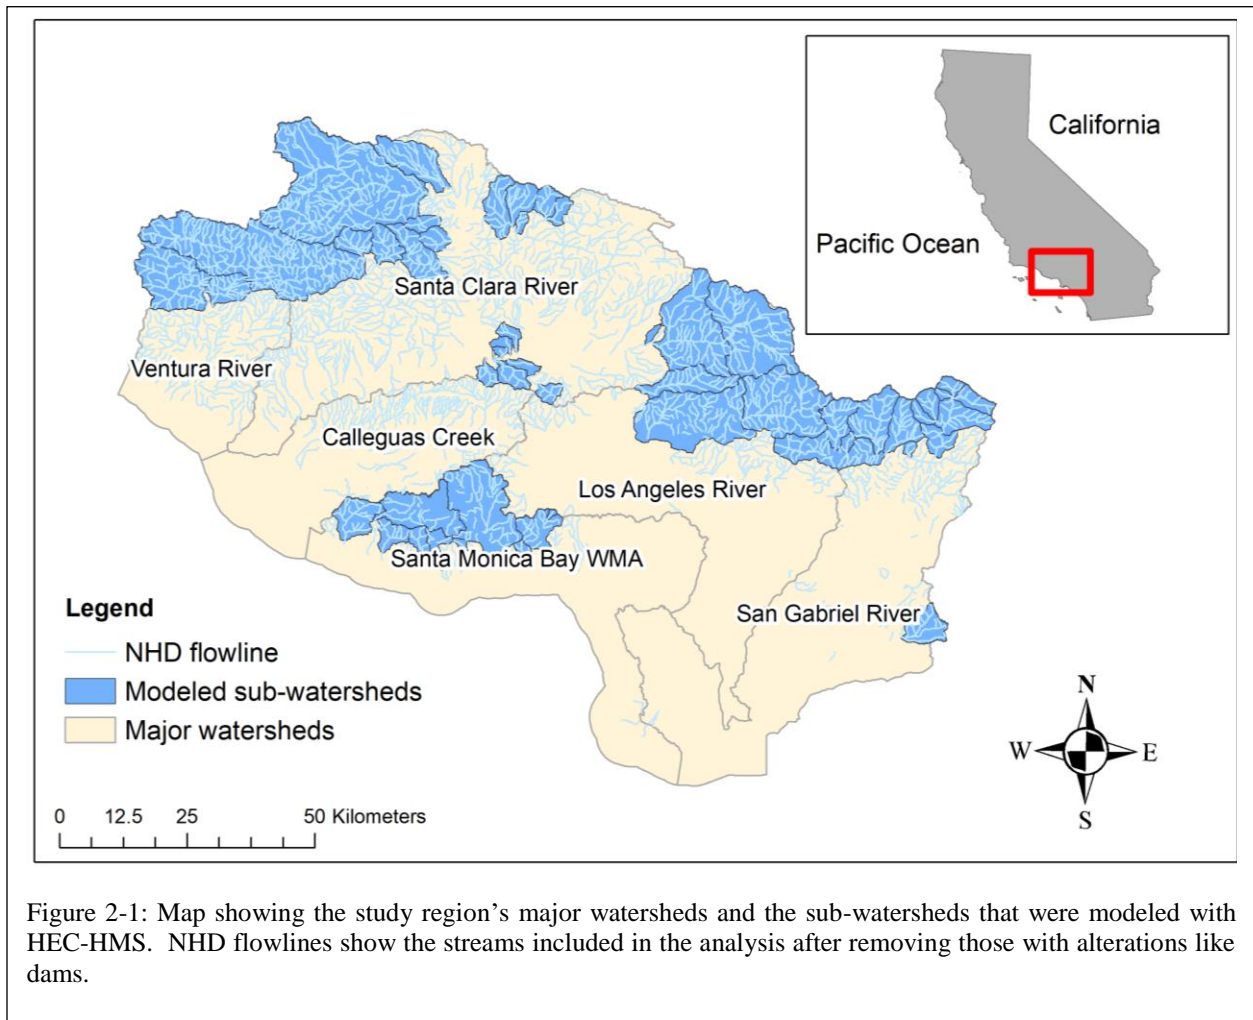 California
Pacific Ocean
Santa Clara River
Ventura River
Calleguas Creek
Los Angeles River
Santa Monica Bay WMA
San Gabriel River
Legend
NHD flowline
Modeled sub-watersheds
Major watersheds
N
W E
S
0 12.5 25 50 Kilometers
Figure 2-1: Map showing the study region’s major watersheds and the sub-watersheds that were modeled with
HEC-HMS. NHD flowlines show the streams included in the analysis after removing those with alterations like
dams.